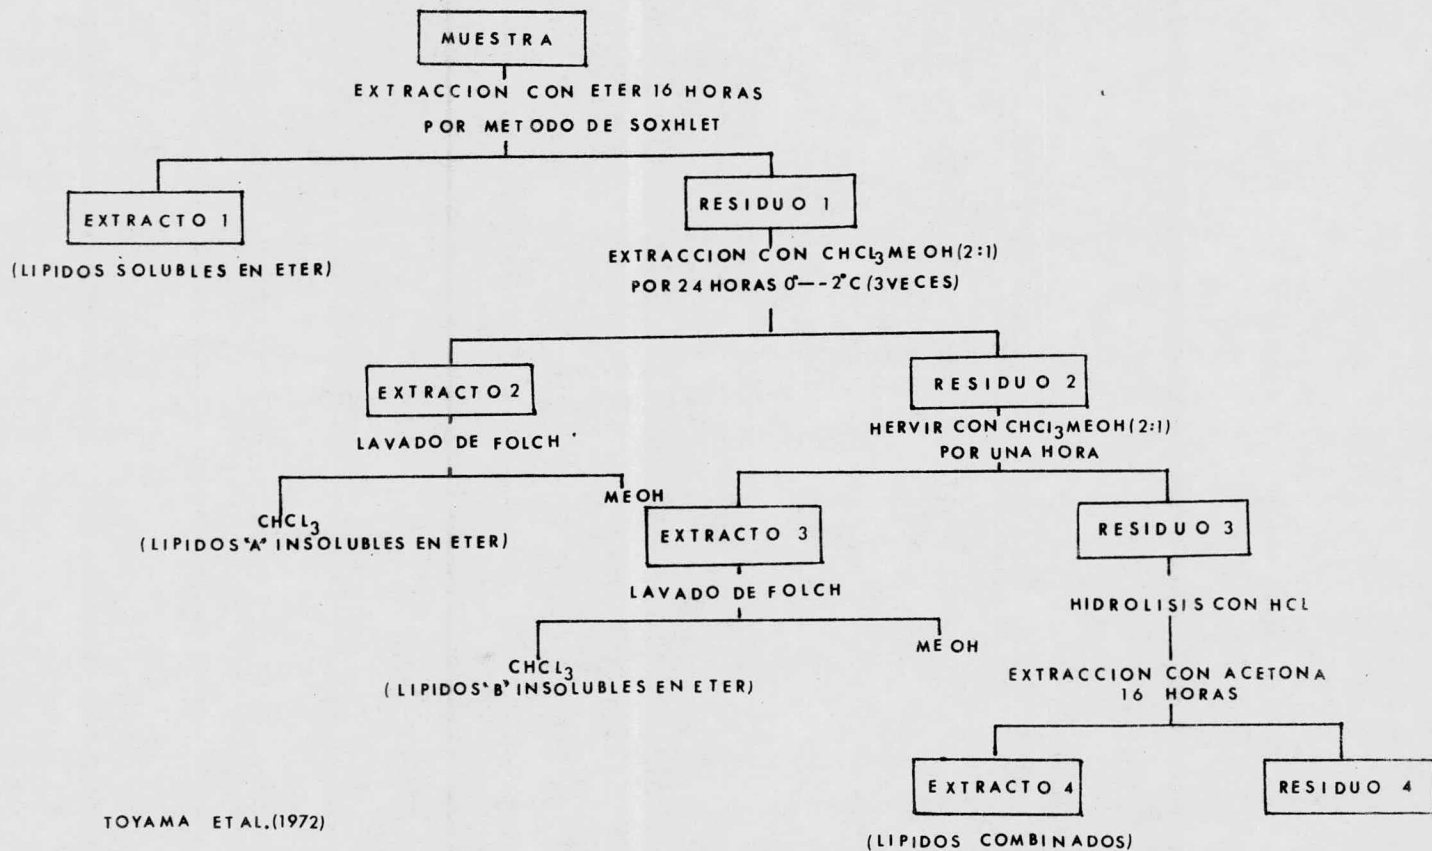 MUESTRA
EXTRACCION CON ETER 16 HORAS
POR METODO DE SOXHLET
EXTRACTO 1
RESIDUO 1
(LIPIDOS SOLUBLES EN ETER)
EXTRACCION CON CHCL₃MEOH(2:1)
POR 24 HORAS 0°—-2°C (3VECES)
EXTRACTO 2
RESIDUO 2
LAVADO DE FOLCH
HERVIR CON CHCl₃MEOH(2:1)
POR UNA HORA
CHCL₃
MEOH
(LIPIDOS "A" INSOLUBLES EN ETER)
EXTRACTO 3
RESIDUO 3
LAVADO DE FOLCH
HIDROLISIS CON HCL
CHCL₃
MEOH
(LIPIDOS "B" INSOLUBLES EN ETER)
EXTRACCION CON ACETONA
16 HORAS
EXTRACTO 4
RESIDUO 4
(LIPIDOS COMBINADOS)
TOYAMA ET AL.(1972)